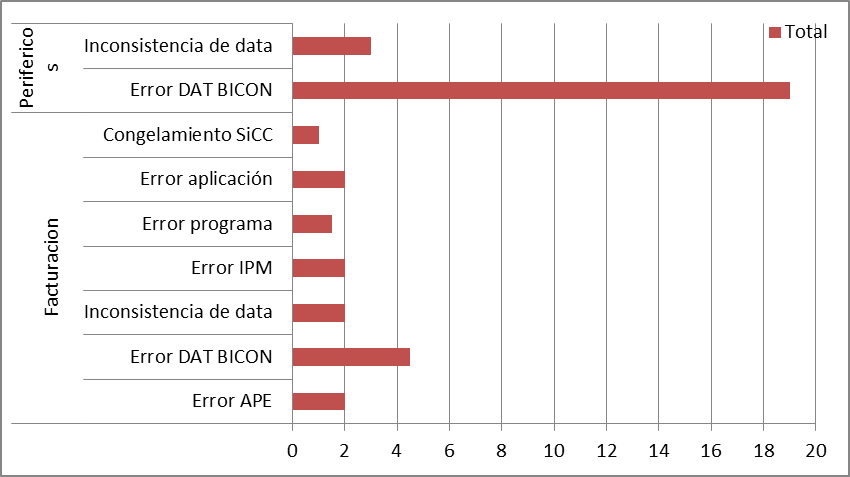 Total
Periferico
s
Inconsistencia de data
Error DAT BICON
Facturacion
Congelamiento SiCC
Error aplicación
Error programa
Error IPM
Inconsistencia de data
Error DAT BICON
Error APE
0 2 4 6 8 10 12 14 16 18 20